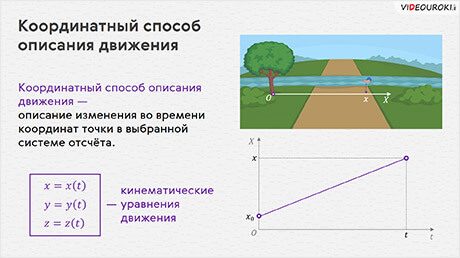 VIDEOUROKI
Координатный способ
описания движения
Координатный способ описания
движения —
описание изменения во времени
координат точки в выбранной
системе отсчёта.
x = x(t)
y = y(t)
z = z(t)
— кинематические
уравнения
движения
O x X
X
x
x₀
O t t